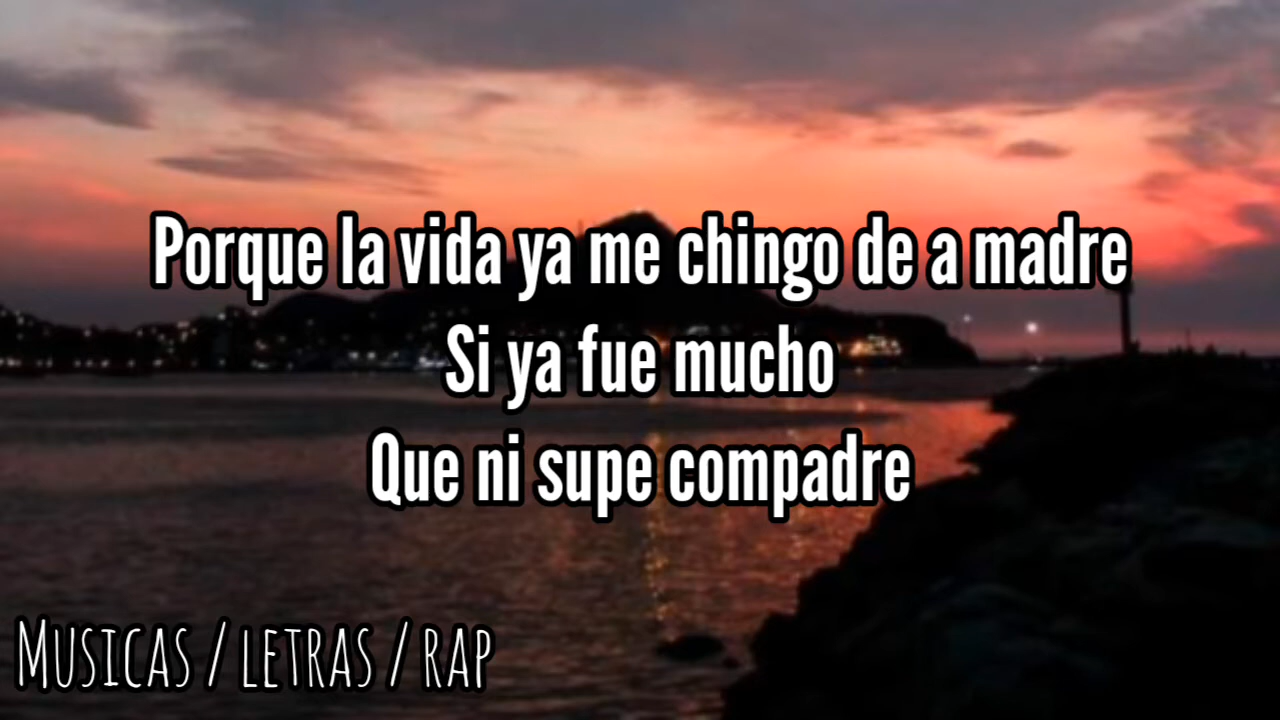 Porque la vida ya me chingo de a madre
Si ya fue mucho
Que ni supe compadre
Musicas / letras / rap